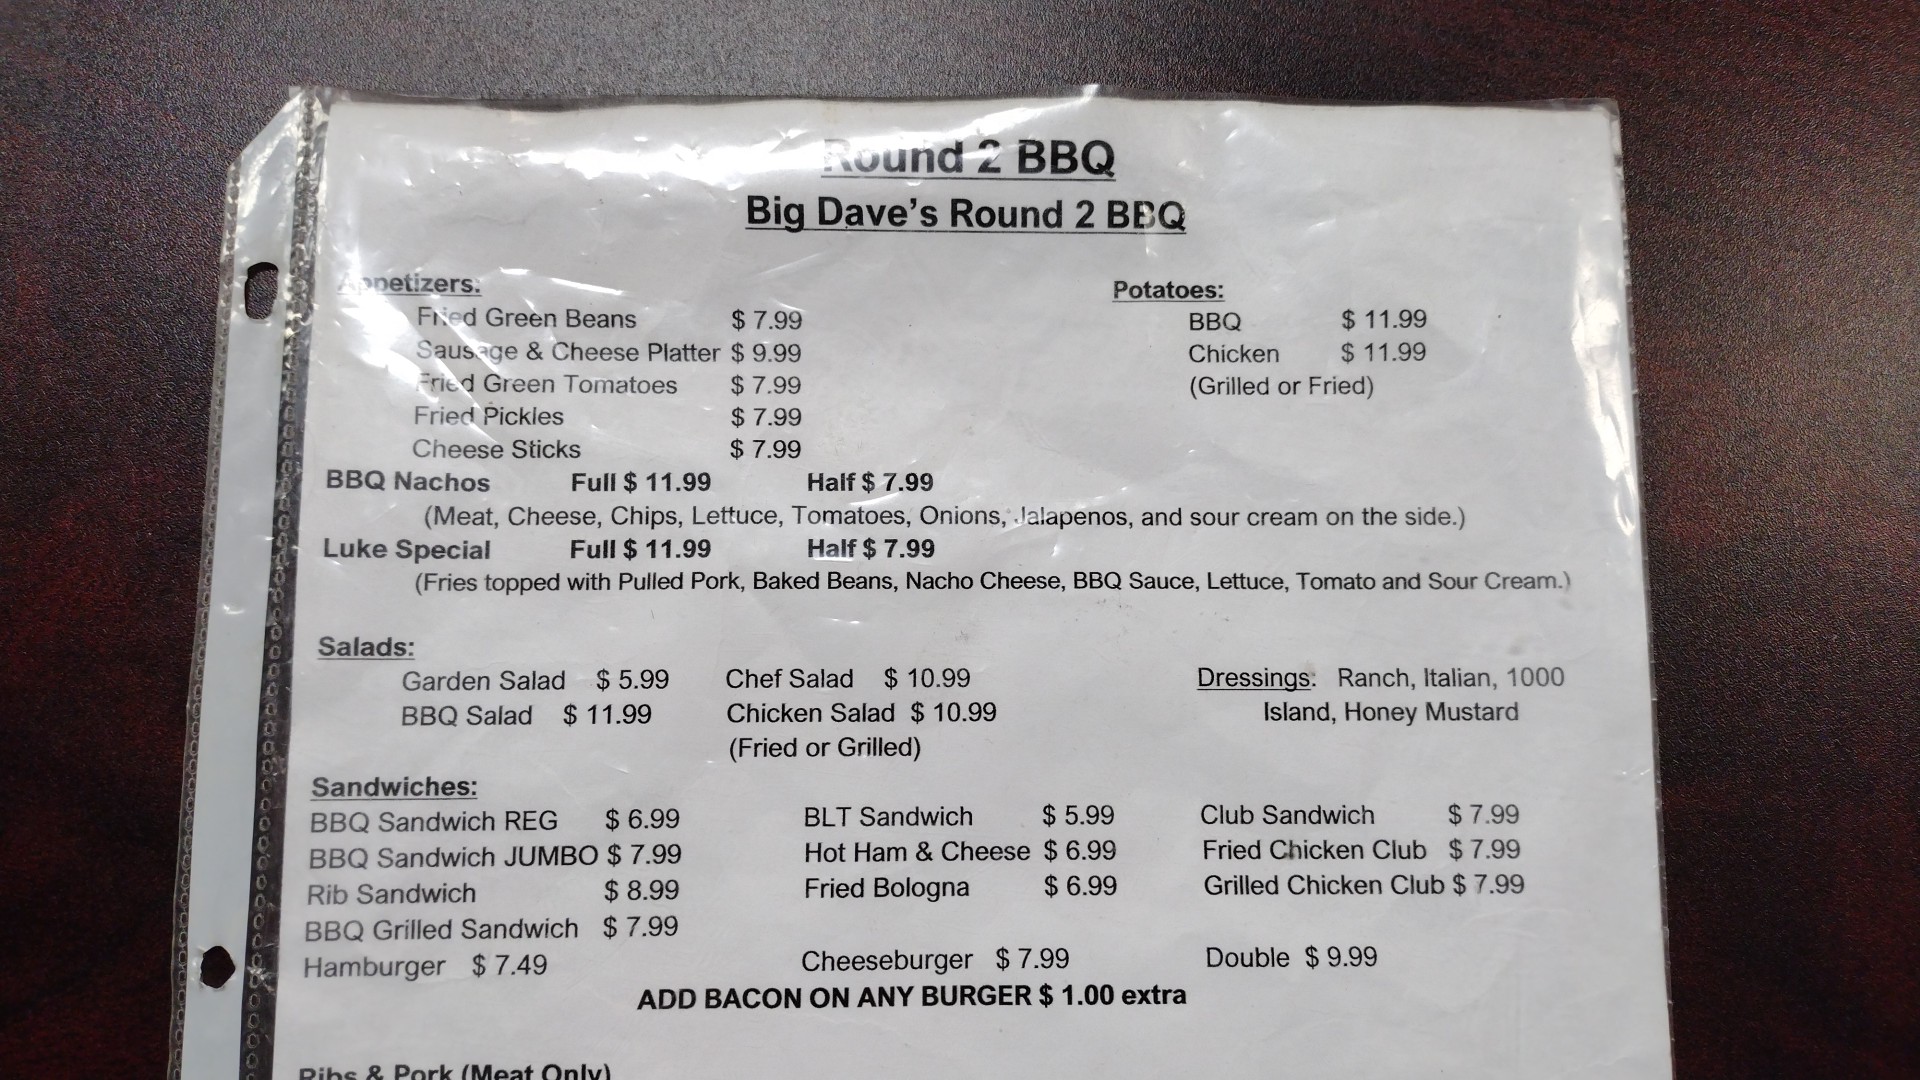 Round 2 BBQ
Big Dave's Round 2 BBQ
Appetizers:
Fried Green Beans $ 7.99
Sausage & Cheese Platter $ 9.99
Fried Green Tomatoes $ 7.99
Fried Pickles $ 7.99
Cheese Sticks $ 7.99
Potatoes:
BBQ $ 11.99
Chicken $ 11.99
(Grilled or Fried)
BBQ Nachos Full $ 11.99 Half $ 7.99
(Meat, Cheese, Chips, Lettuce, Tomatoes, Onions, Jalapenos, and sour cream on the side.)
Luke Special Full $ 11.99 Half $ 7.99
(Fries topped with Pulled Pork, Baked Beans, Nacho Cheese, BBQ Sauce, Lettuce, Tomato and Sour Cream.)
Salads:
Garden Salad $ 5.99 Chef Salad $ 10.99
BBQ Salad $ 11.99 Chicken Salad $ 10.99
(Fried or Grilled)
Dressings: Ranch, Italian, 1000
Island, Honey Mustard
Sandwiches:
BBQ Sandwich REG $ 6.99 BLT Sandwich $ 5.99 Club Sandwich $ 7.99
BBQ Sandwich JUMBO $ 7.99 Hot Ham & Cheese $ 6.99 Fried Chicken Club $ 7.99
Rib Sandwich $ 8.99 Fried Bologna $ 6.99 Grilled Chicken Club $ 7.99
BBQ Grilled Sandwich $ 7.99
Hamburger $ 7.49 Cheeseburger $ 7.99 Double $ 9.99
ADD BACON ON ANY BURGER $ 1.00 extra
Ribs & Pork (Meat Only)